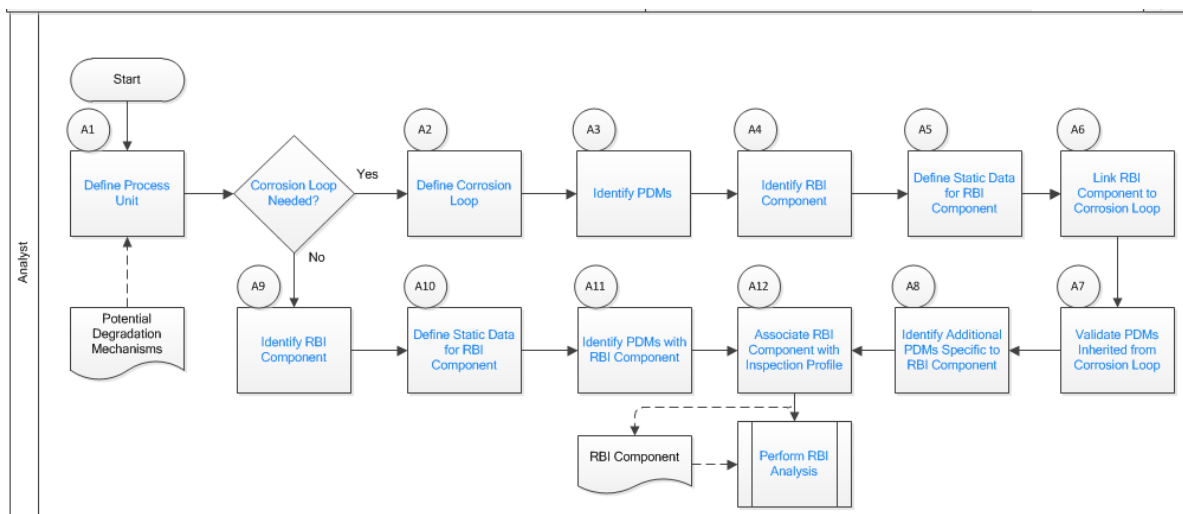 Analyst
Start
A1
Define Process
Unit
Corrosion Loop
Needed?
Yes
No
A2
Define Corrosion
Loop
A3
Identify PDMs
A4
Identify RBI
Component
A5
Define Static Data
for RBI
Component
A6
Link RBI
Component to
Corrosion Loop
Potential
Degradation
Mechanisms
A9
Identify RBI
Component
A10
Define Static Data
for RBI
Component
A11
Identify PDMs with
RBI Component
A12
Associate RBI
Component with
Inspection Profile
A8
Identify Additional
PDMs Specific to
RBI Component
A7
Validate PDMs
Inherited from
Corrosion Loop
RBI Component
Perform RBI
Analysis